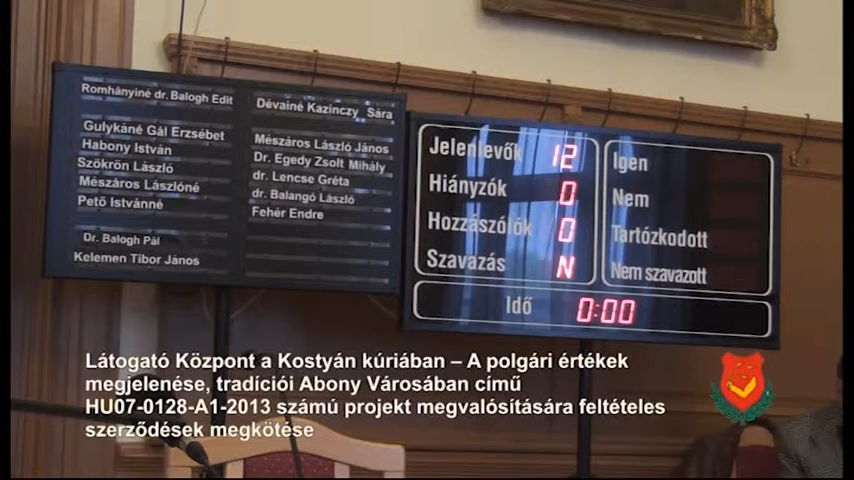 Romhányiné dr. Balogh Edit
Gulykáné Gál Erzsébet
Habony István
Szökrön László
Mészáros Lászlóné
Pető Istvánné
Dr. Balogh Pál
Kelemen Tibor János
Dévainé Kazinczy Sára
Mészáros László János
Dr. Egedy Zsolt Mihály
dr. Lencse Gréta
dr. Balangó László
Fehér Endre
Jelenlevők 12
Hiányzók 0
Hozzászólók 0
Szavazás N
Igen
Nem
Tartózkodott
Nem szavazott
Idő 0:00
Látogató Központ a Kostyán kúriában – A polgári értékek
megjelenése, tradíciói Abony Városában című
HU07-0128-A1-2013 számú projekt megvalósítására feltételes
szerződések megkötése